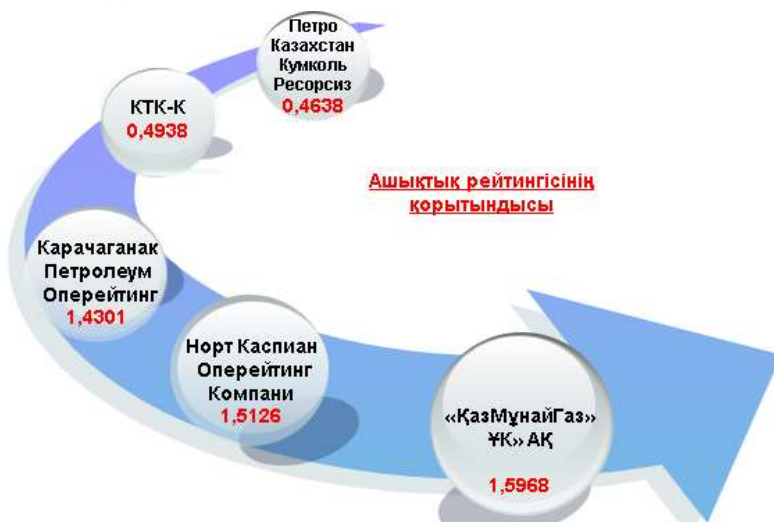 Петро
Казахстан
Кумколь
Ресорсиз
0,4638
КТК-К
0,4938
Ашықтық рейтингісінің
қорытындысы
Карачаганак
Петролеум
Оперейтинг
1,4301
Норт Каспиан
Оперейтинг
Компани
1,5126
«ҚазМұнайГаз»
ҰК» АҚ
1,5968